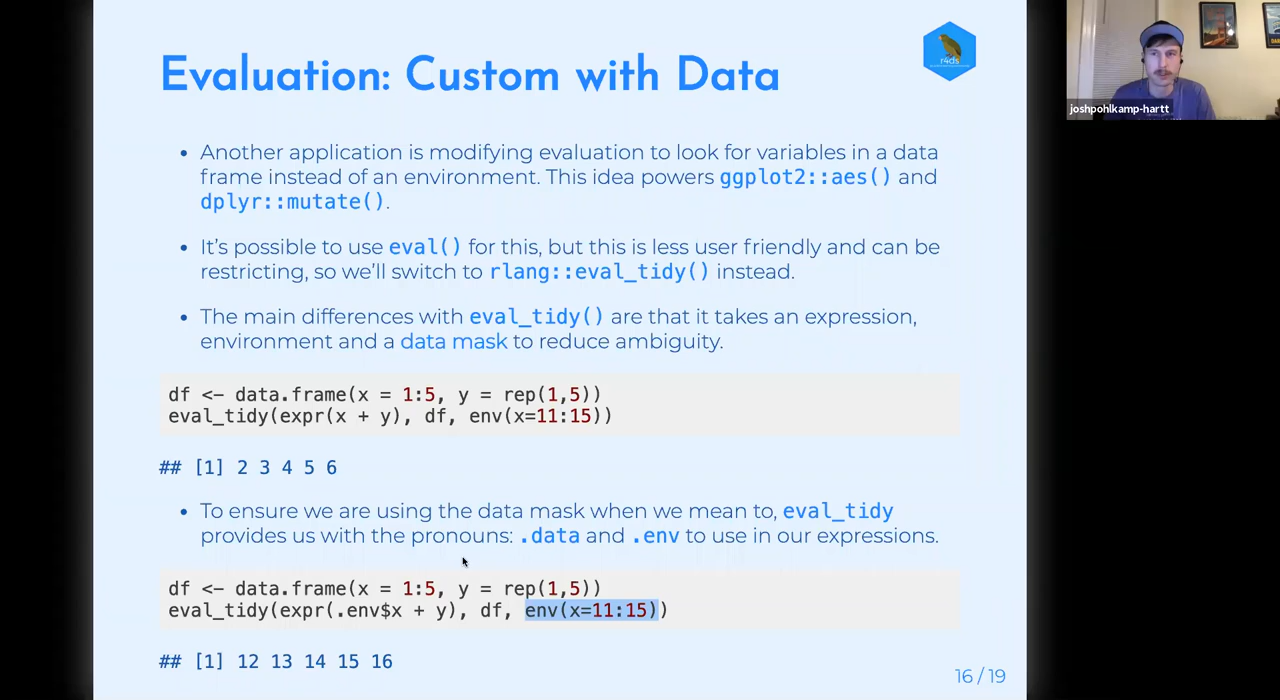 Evaluation: Custom with Data
r4ds
joshpohlkamp-hartt
• Another application is modifying evaluation to look for variables in a data
frame instead of an environment. This idea powers ggplot2::aes() and
dplyr::mutate().
• It's possible to use eval() for this, but this is less user friendly and can be
restricting, so we'll switch to rlang::eval_tidy() instead.
• The main differences with eval_tidy() are that it takes an expression,
environment and a data mask to reduce ambiguity.
df <- data.frame(x = 1:5, y = rep(1,5))
eval_tidy(expr(x + y), df, env(x=11:15))
## [1] 2 3 4 5 6
• To ensure we are using the data mask when we mean to, eval_tidy
provides us with the pronouns: .data and .env to use in our expressions.
df <- data.frame(x = 1:5, y = rep(1,5))
eval_tidy(expr(.env$x + y), df, env(x=11:15))
## [1] 12 13 14 15 16
16 / 19